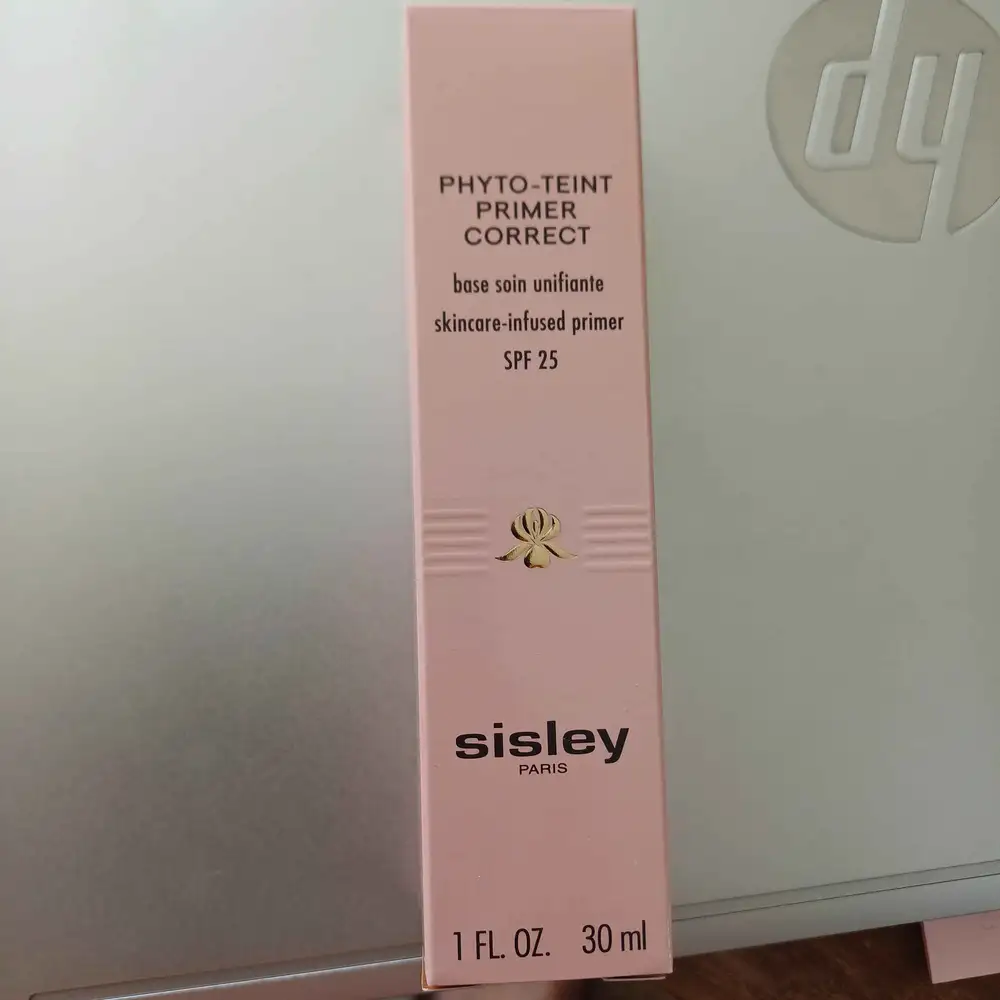 PHYTO-TEINT
PRIMER
CORRECT
base soin unifiante
skincare-infused primer
SPF 25
sisley
PARIS
1 FL. OZ. 30 ml
hp